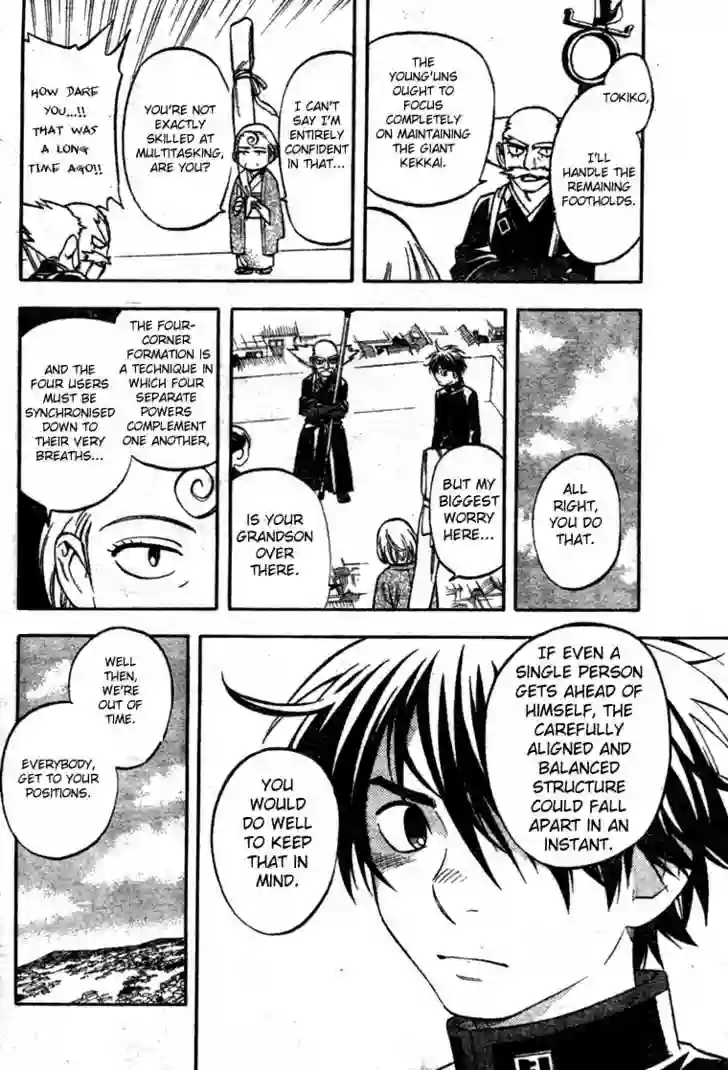 TOKIKO,
I'LL
HANDLE THE
REMAINING
FOOTHOLDS.
THE
YOUNG'UNS
OUGHT TO
FOCUS
COMPLETELY
ON MAINTAINING
THE GIANT
KEKKAI.
I CAN'T
SAY I'M
ENTIRELY
CONFIDENT
IN THAT...
YOU'RE NOT
EXACTLY
SKILLED AT
MULTITASKING,
ARE YOU?
HOW DARE
YOU...!!
THAT WAS
A LONG
TIME AGO!!
ALL
RIGHT,
YOU DO
THAT.
BUT MY
BIGGEST
WORRY
HERE...
IS YOUR
GRANDSON
OVER
THERE.
THE FOUR-
CORNER
FORMATION IS
A TECHNIQUE
IN WHICH FOUR
SEPARATE
POWERS
COMPLEMENT
ONE ANOTHER,
AND THE
FOUR USERS
MUST BE
SYNCHRONISED
DOWN TO
THEIR VERY
BREATHS...
IF EVEN A
SINGLE PERSON
GETS AHEAD OF
HIMSELF, THE
CAREFULLY
ALIGNED AND
BALANCED
STRUCTURE
COULD FALL
APART IN AN
INSTANT.
YOU
WOULD
DO WELL
TO KEEP
THAT IN
MIND.
WELL
THEN,
WE'RE
OUT OF
TIME.
EVERYBODY,
GET TO YOUR
POSITIONS.